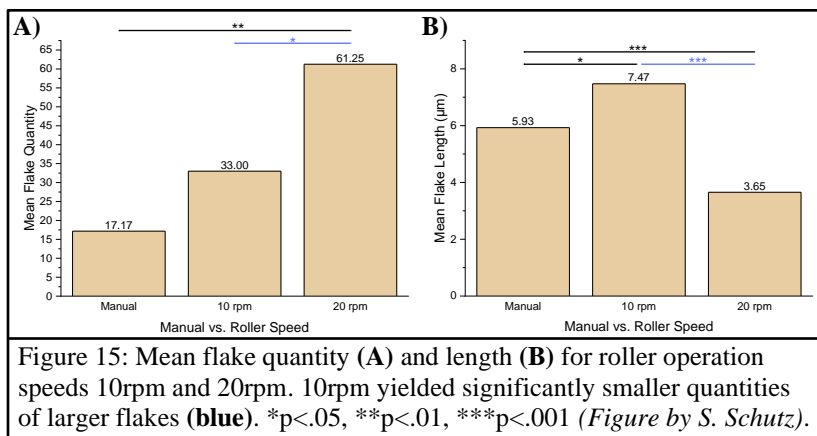 A)
**
*
65
60
55
50
45
40
35
30
25
20
15
10
5
0
Mean Flake Quantity
17.17
33.00
61.25
Manual 10 rpm 20 rpm
Manual vs. Roller Speed
B)
***
* ***
8
6
4
2
0
Mean Flake Length (µm)
5.93
7.47
3.65
Manual 10 rpm 20 rpm
Manual vs. Roller Speed
Figure 15: Mean flake quantity (A) and length (B) for roller operation
speeds 10rpm and 20rpm. 10rpm yielded significantly smaller quantities
of larger flakes (blue). *p<.05, **p<.01, ***p<.001 (Figure by S. Schutz).